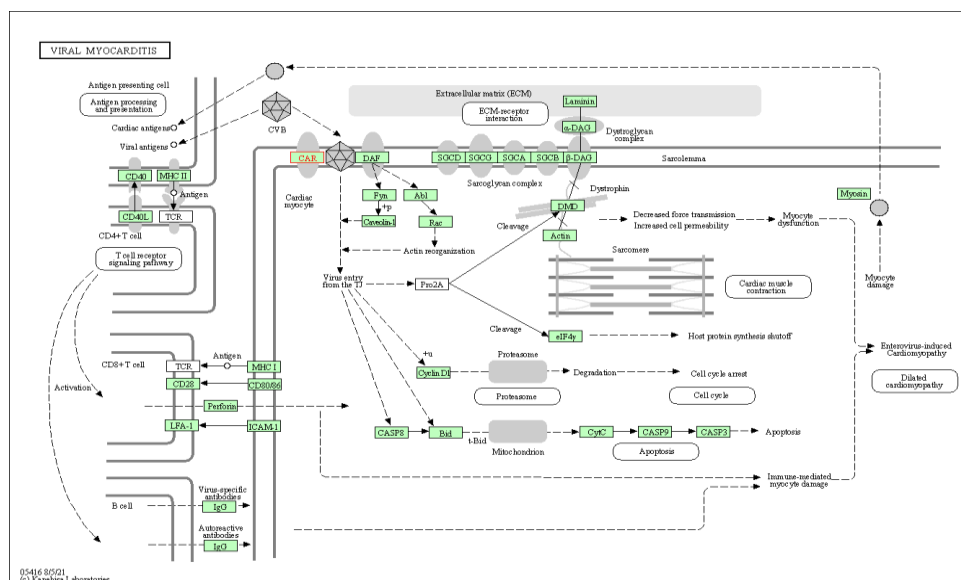 VIRAL MYOCARDITIS
Antigen presenting cell
Antigen processing
and presentation
Cardiac antigens
Viral antigens
CVB
Extracellular matrix (ECM)
ECM-receptor
interaction
Laminin
α-DAG
Dystroglycan
complex
CAR
DAF
SGCD
SGCG
SGCA
SGCB
β-DAG
Sarcolemma
Sarcoglycan complex
CD40
MHC II
Antigen
CD40L
TCR
CD4+ T cell
T cell receptor
signaling pathway
Cardiac
myocyte
Fyn
Abl
+p
Caveolin-1
Rac
Actin reorganization
Dystrophin
DMD
Cleavage
Actin
Decreased force transmission
Increased cell permeability
Myocyte
dysfunction
Myosin
Sarcomere
Virus entry
from the TJ
Pro2A
Cardiac muscle
contraction
Myocyte
damage
Cleavage
eIF4γ
Host protein synthesis shutoff
Enterovirus-induced
Cardiomyopathy
CD8+ T cell
TCR
Antigen
MHC I
CD28
CD80/86
Activation
Perforin
LFA-1
ICAM-1
+u
Cyclin D1
Proteasome
Degradation
Cell cycle arrest
Proteasome
Cell cycle
Dilated
cardiomyopathy
CASP8
Bid
t-Bid
Mitochondrion
CytC
CASP9
CASP3
Apoptosis
Apoptosis
Immune-mediated
myocyte damage
Virus-specific
antibodies
B cell
IgG
Autoreactive
antibodies
IgG
05416 8/5/21
(c) Kanehisa Laboratories